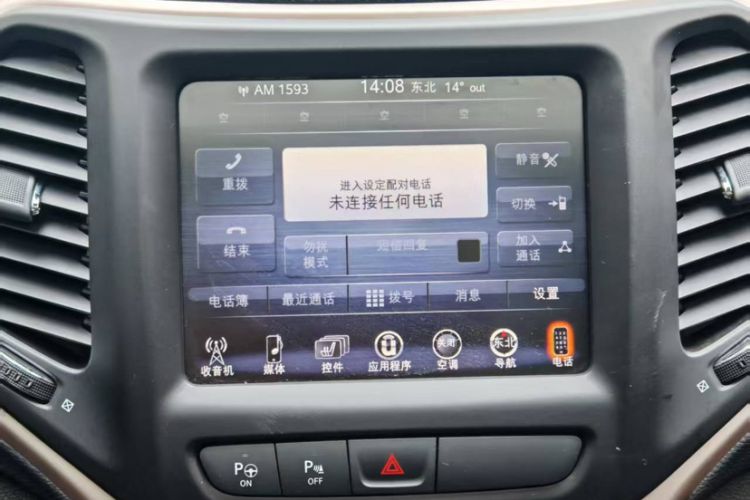 AM 1593 14:08 东北 14° out
空 空 空 空 空
重拨
进入设定配对电话
未连接任何电话
静音
切换
结束
勿扰
模式
短信回复
加入
通话
电话簿 最近通话 拨号 消息 设置
收音机 媒体 控件 应用程序 关闭 空调 东北 导航 电话
P ON
P OFF